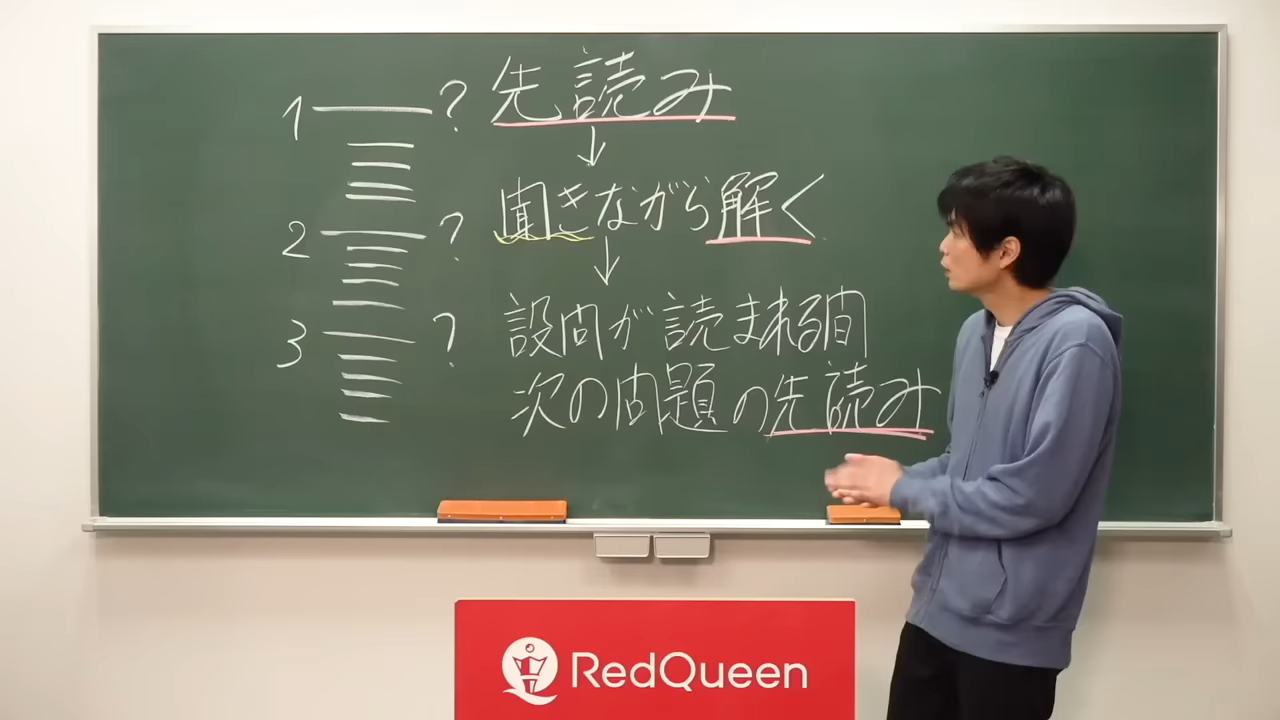 1 ? 先読み
↓
聞きながら解く
2 ?
↓
設問が読まれる間
3 ?
次の問題の先読み
RedQueen